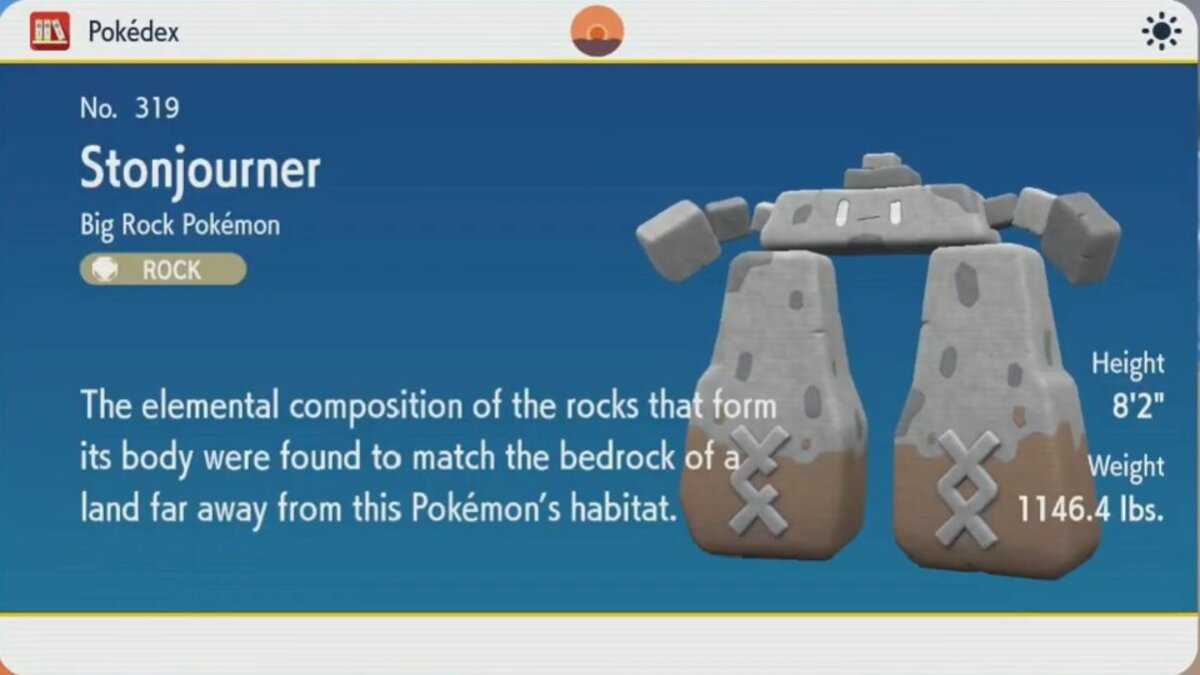 Pokédex
No. 319
Stonjourner
Big Rock Pokémon
ROCK
The elemental composition of the rocks that form
its body were found to match the bedrock of a
land far away from this Pokémon's habitat.
Height
8'2"
Weight
1146.4 lbs.